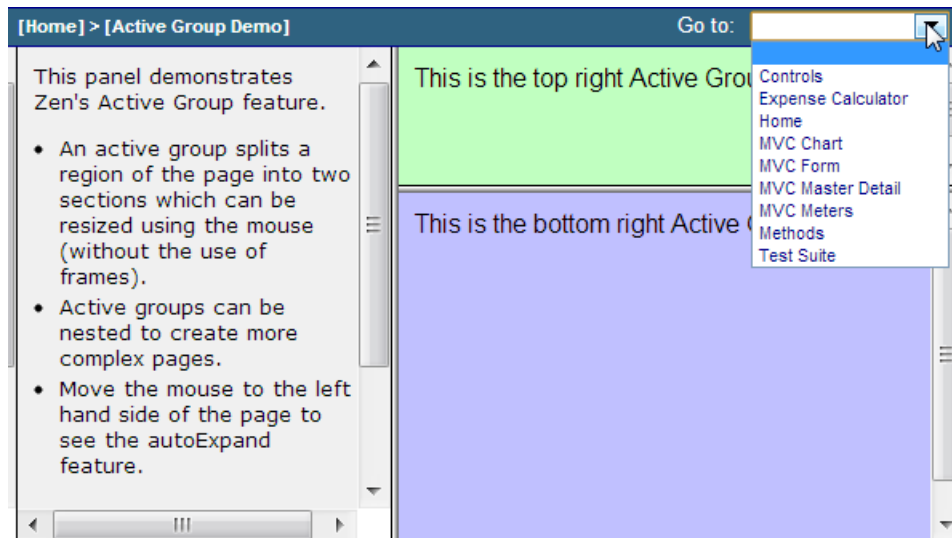 [Home] > [Active Group Demo]
Go to:
This panel demonstrates
Zen's Active Group feature.
• An active group splits a
region of the page into two
sections which can be
resized using the mouse
(without the use of
frames).
• Active groups can be
nested to create more
complex pages.
• Move the mouse to the left
hand side of the page to
see the autoExpand
feature.
This is the top right Active
This is the bottom right Active
Controls
Expense Calculator
Home
MVC Chart
MVC Form
MVC Master Detail
MVC Meters
Methods
Test Suite